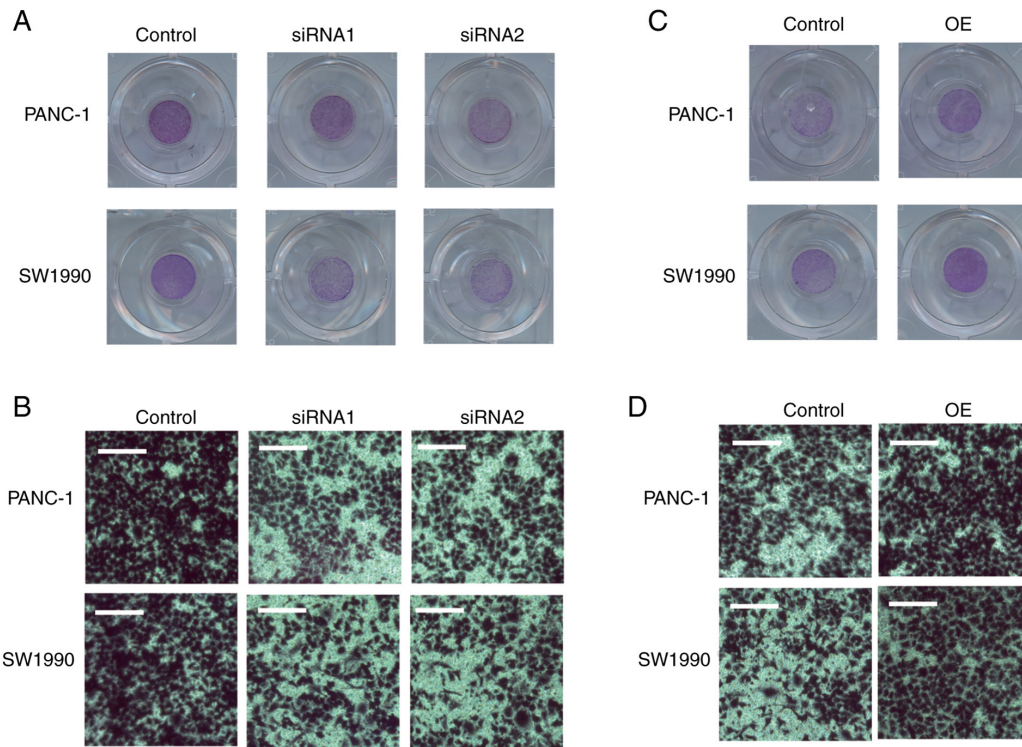 A
Control siRNA1 siRNA2
PANC-1
SW1990
C
Control OE
PANC-1
SW1990
B
Control siRNA1 siRNA2
PANC-1
SW1990
D
Control OE
PANC-1
SW1990